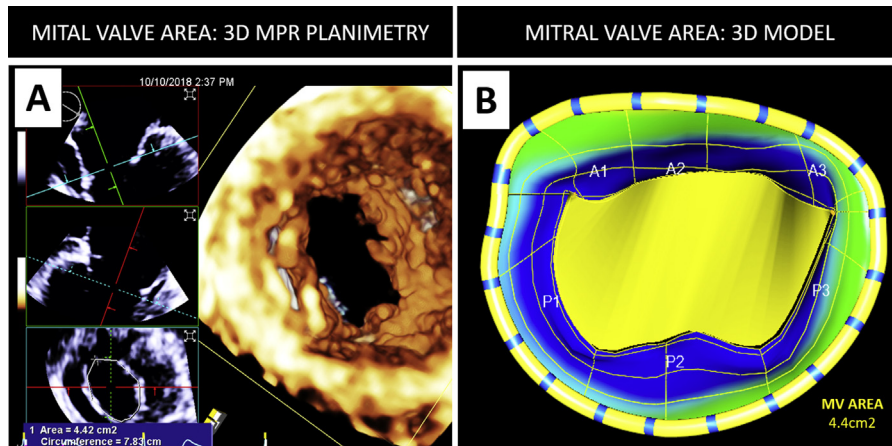 MITAL VALVE AREA: 3D MPR PLANIMETRY
MITRAL VALVE AREA: 3D MODEL
A
10/10/2018 2:37 PM
1 Area = 4.42 cm2
Circumference = 7.83 cm
B
A1
A2
A3
P1
P2
P3
MV AREA
4.4cm2